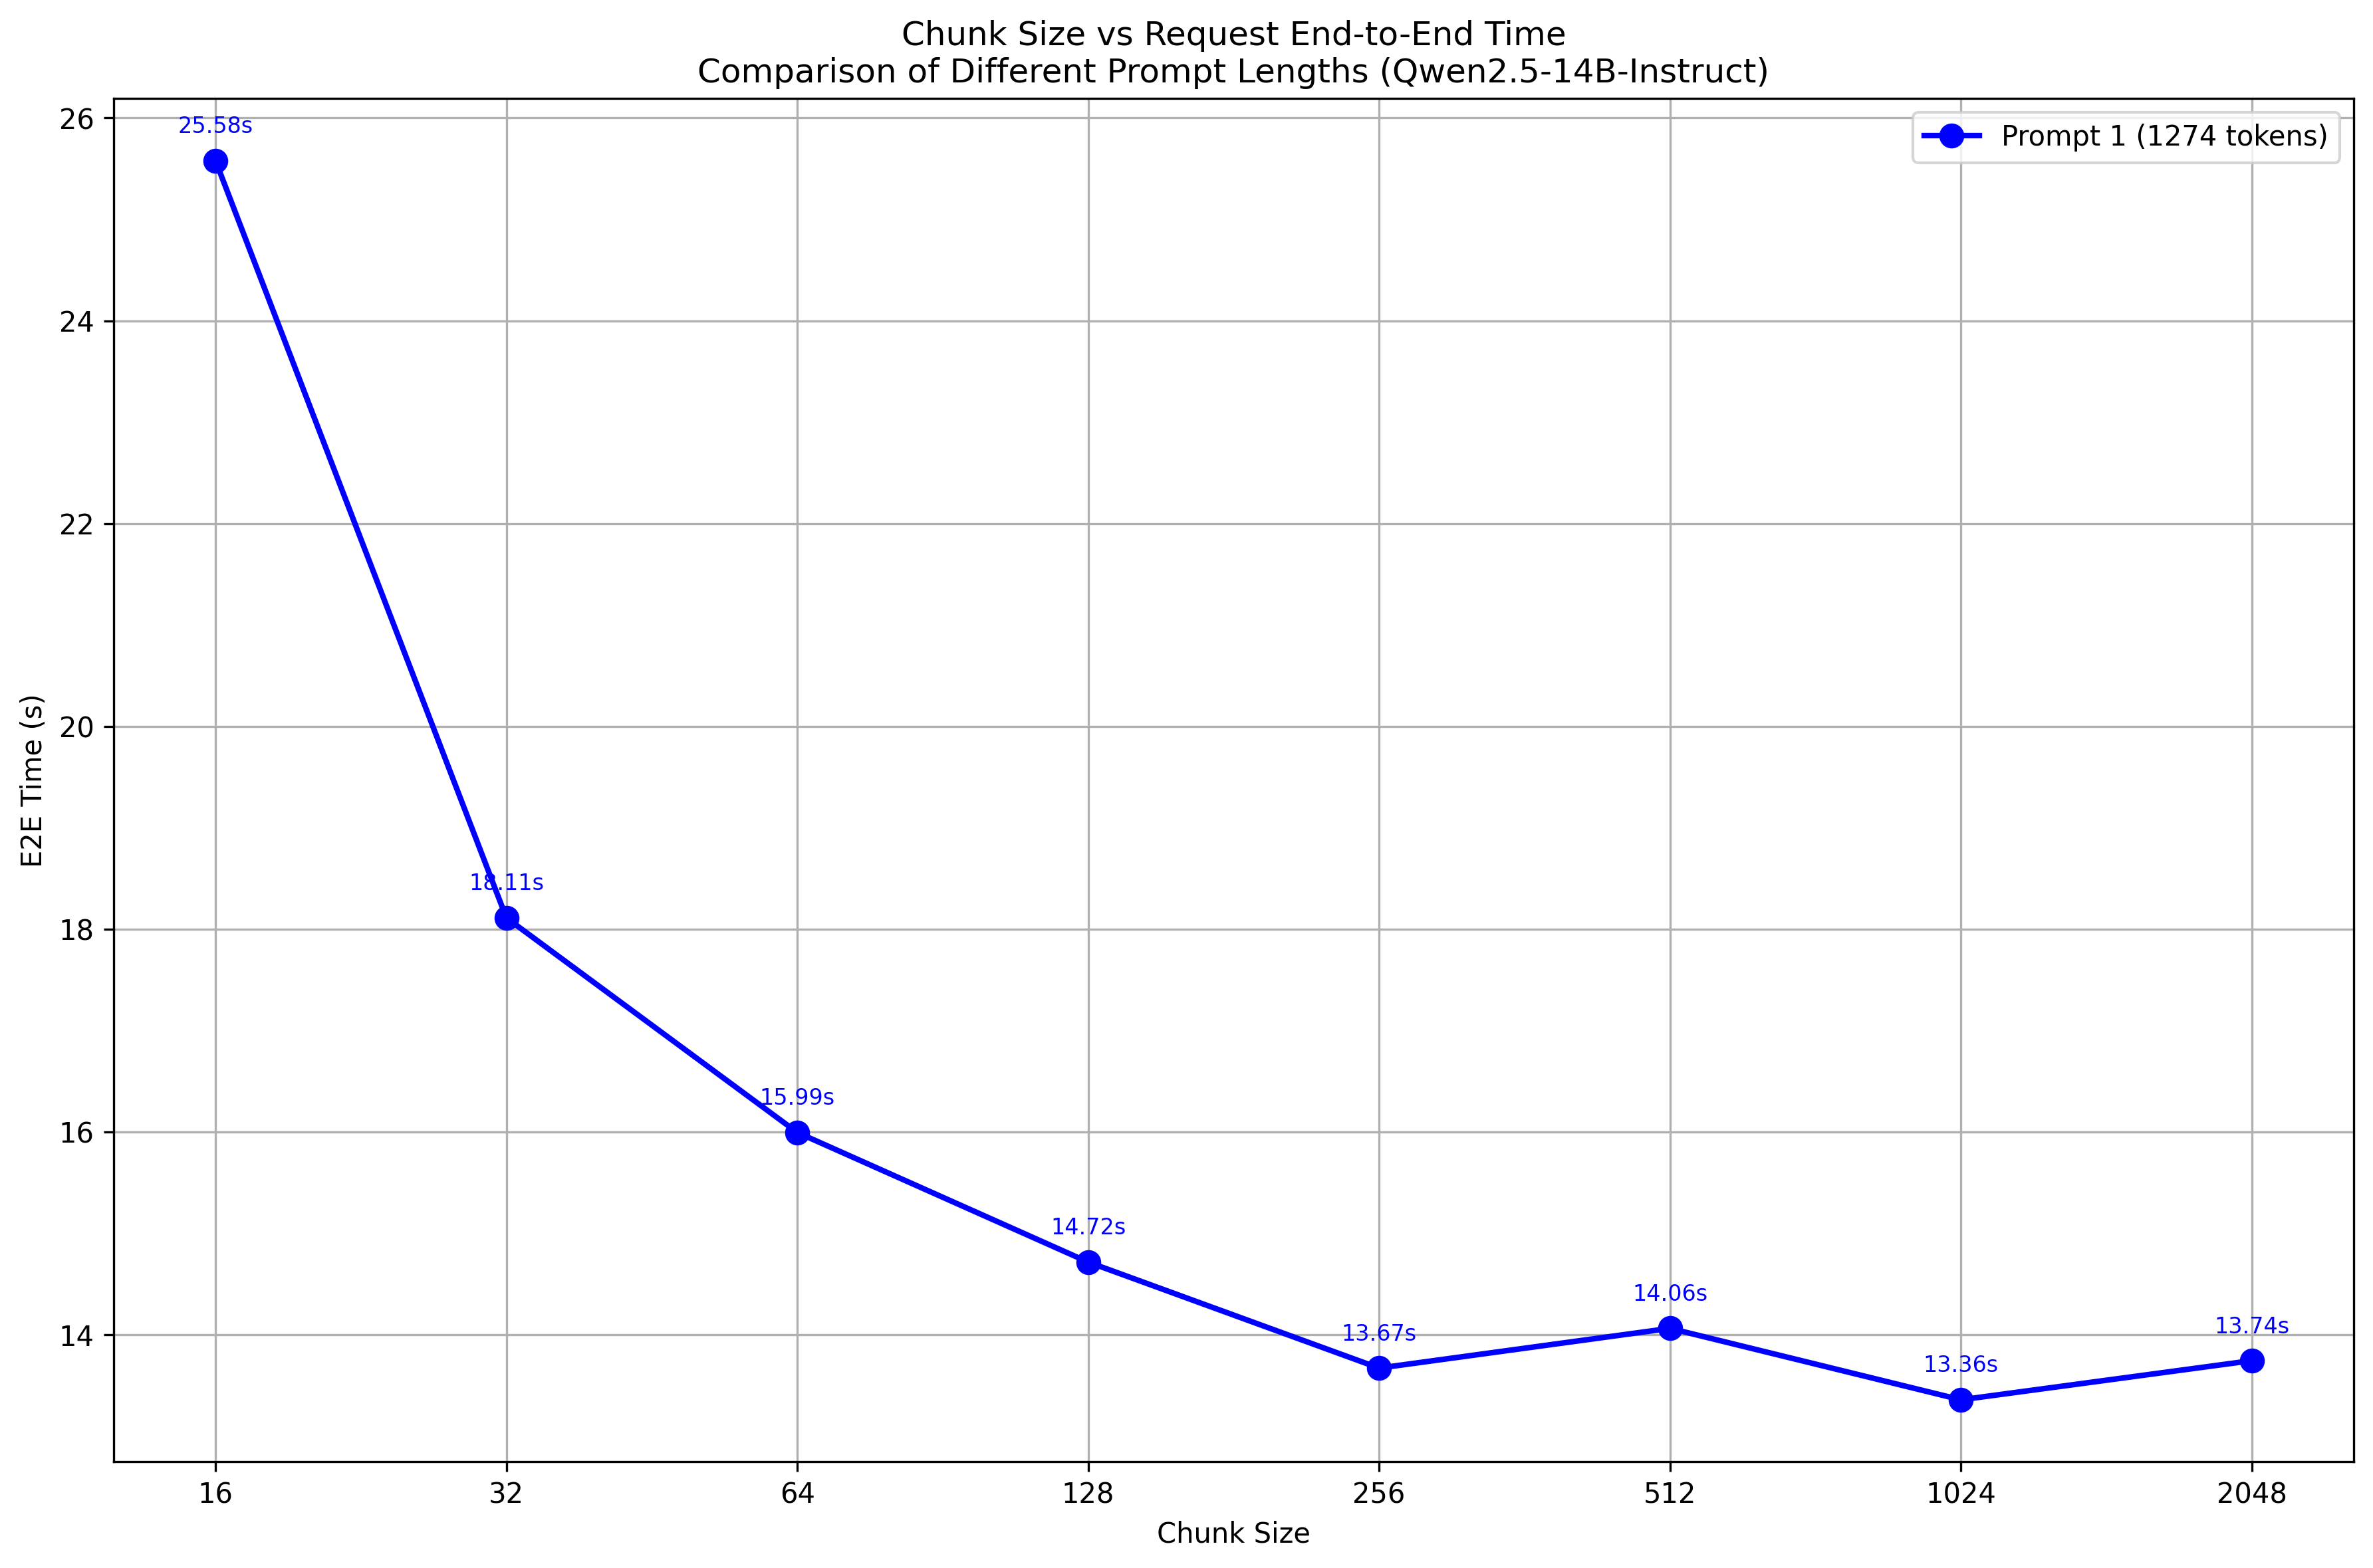 Chunk Size vs Request End-to-End Time
Comparison of Different Prompt Lengths (Qwen2.5-14B-Instruct)
Prompt 1 (1274 tokens)
E2E Time (s)
26
24
22
20
18
16
14
25.58s
18.11s
15.99s
14.72s
13.67s
14.06s
13.36s
13.74s
16
32
64
128
256
512
1024
2048
Chunk Size